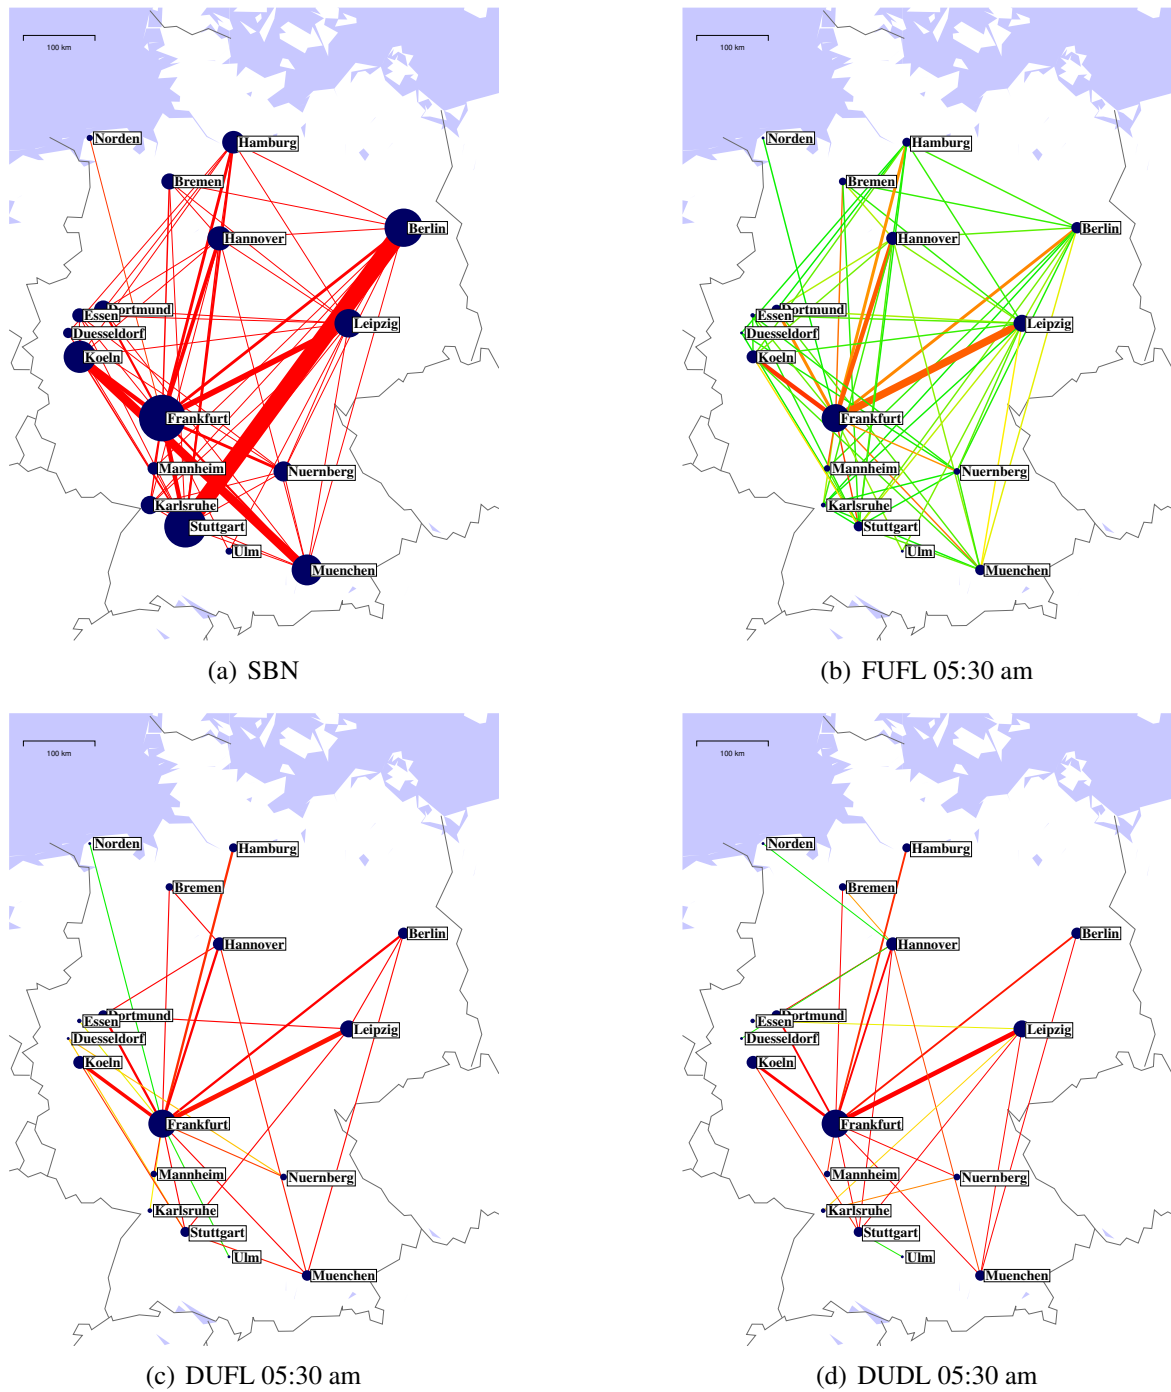 100 km
Norden
Hamburg
Bremen
Berlin
Hannover
Dortmund
Essen
Leipzig
Duesseldorf
Koeln
Frankfurt
Mannheim
Nuernberg
Karlsruhe
Stuttgart
Ulm
Muenchen
(a) SBN
100 km
Norden
Hamburg
Bremen
Berlin
Hannover
Dortmund
Essen
Leipzig
Duesseldorf
Koeln
Frankfurt
Mannheim
Nuernberg
Karlsruhe
Stuttgart
Ulm
Muenchen
(b) FUFL 05:30 am
100 km
Norden
Hamburg
Bremen
Berlin
Hannover
Dortmund
Essen
Leipzig
Duesseldorf
Koeln
Frankfurt
Mannheim
Nuernberg
Karlsruhe
Stuttgart
Ulm
Muenchen
(c) DUFL 05:30 am
100 km
Norden
Hamburg
Bremen
Berlin
Hannover
Dortmund
Essen
Leipzig
Duesseldorf
Koeln
Frankfurt
Mannheim
Nuernberg
Karlsruhe
Stuttgart
Ulm
Muenchen
(d) DUDL 05:30 am